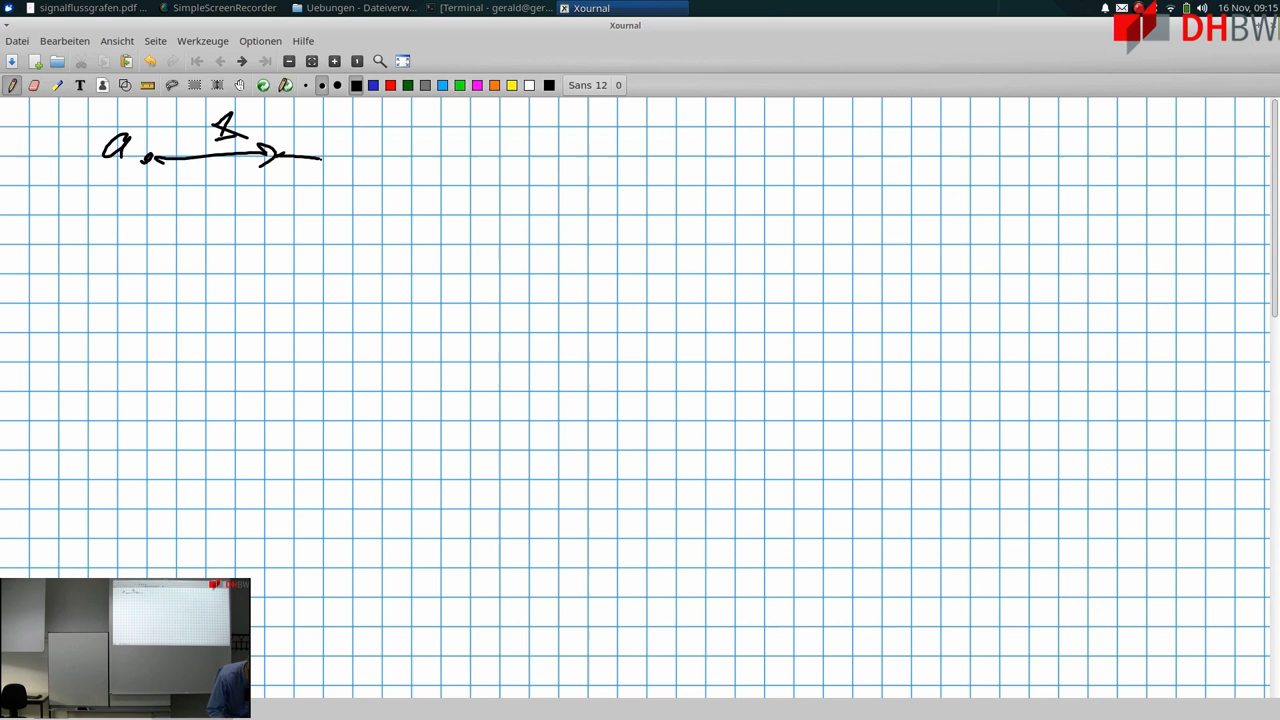 signalflussgrafen.pdf ... SimpleScreenRecorder Uebungen - Dateiverw... [Terminal - gerald@ger... Xournal 16 Nov, 09:15
Xournal
DHBW
Datei Bearbeiten Ansicht Seite Werkzeuge Optionen Hilfe
T Sans 12 0
a